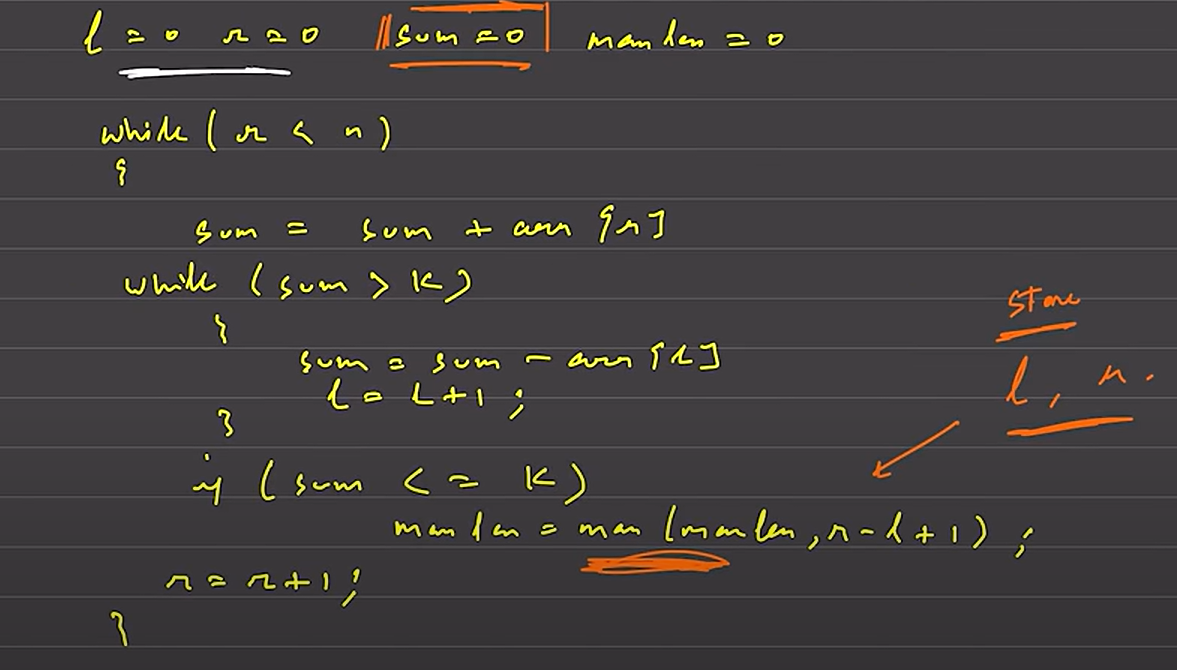 l = 0 r = 0 sum = 0 maxlen = 0
while ( r < n )
{
sum = sum + arr [r]
while ( sum > K )
{
sum = sum - arr [l]
l = l + 1 ;
}
if ( sum <= K )
maxlen = max (maxlen, r - l + 1) ;
r = r + 1 ;
}
store
l, r.